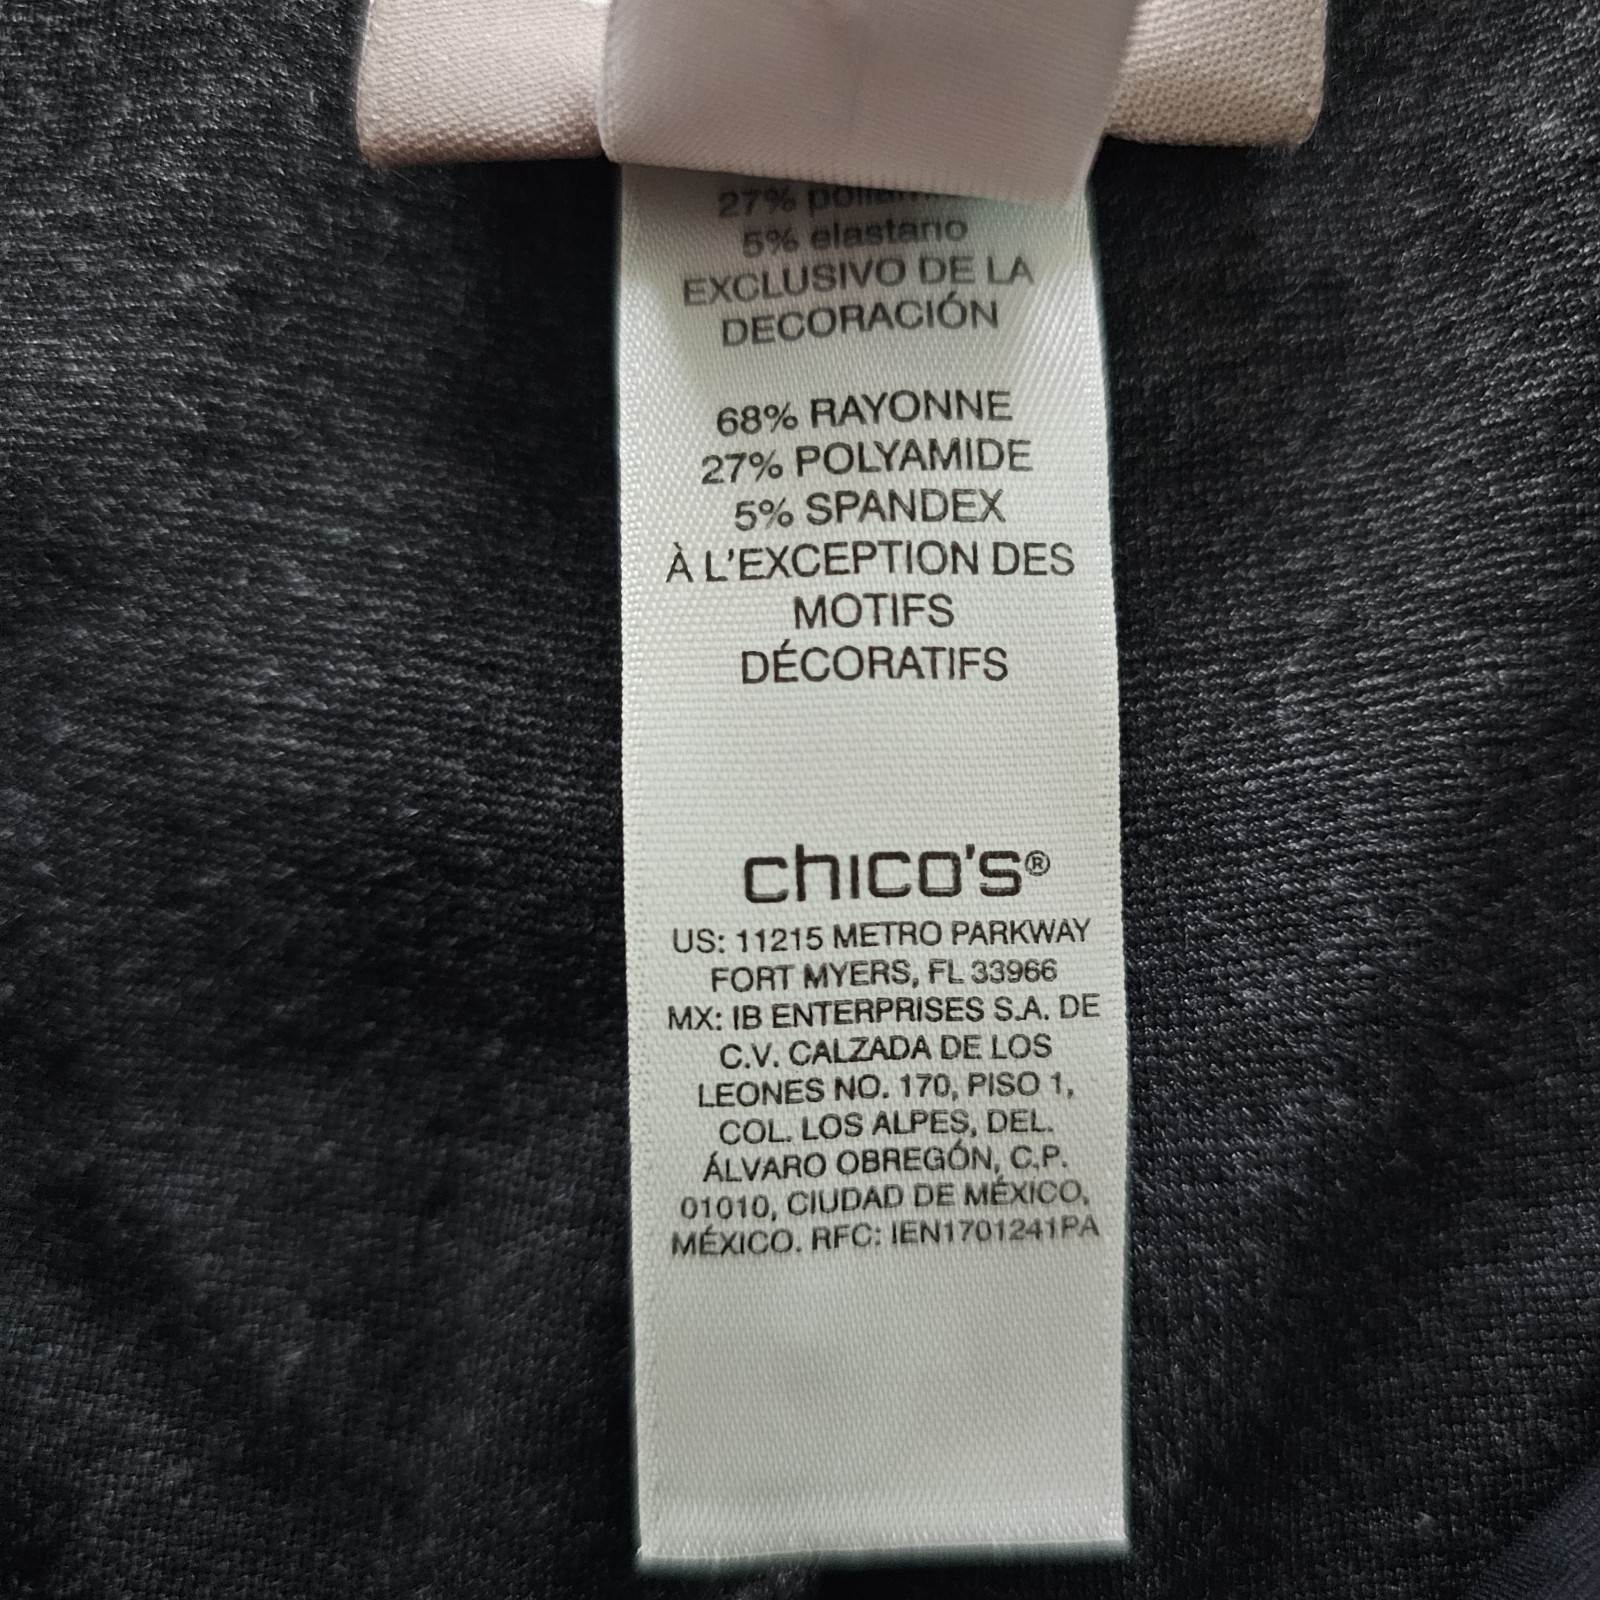 27%
5% elastano
EXCLUSIVO DE LA
DECORACIÓN
68% RAYONNE
27% POLYAMIDE
5% SPANDEX
À L'EXCEPTION DES
MOTIFS
DÉCORATIFS
chico's®
US: 11215 METRO PARKWAY
FORT MYERS, FL 33966
MX: IB ENTERPRISES S.A. DE
C.V. CALZADA DE LOS
LEONES NO. 170, PISO 1,
COL. LOS ALPES, DEL.
ÁLVARO OBREGÓN, C.P.
01010, CIUDAD DE MÉXICO,
MÉXICO. RFC: IEN1701241PA